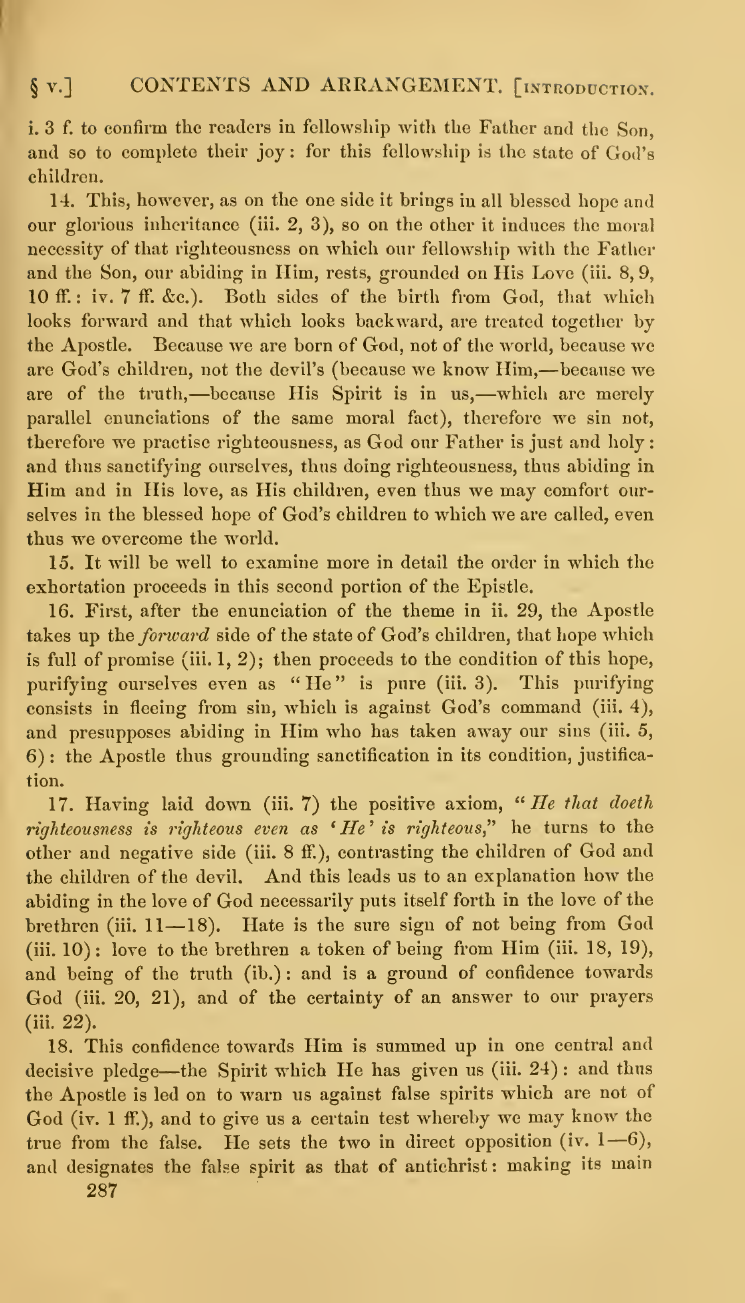 § v.] CONTENTS AND ARRANGEMENT. [INTRODUCTION.
i. 3 f. to confirm the readers in fellowship with the Father and the Son,
and so to complete their joy: for this fellowship is the state of God's
children.
14. This, however, as on the one side it brings in all blessed hope and
our glorious inheritance (iii. 2, 3), so on the other it induces the moral
necessity of that righteousness on which our fellowship with the Father
and the Son, our abiding in Him, rests, grounded on His Love (iii. 8, 9,
10 ff.: iv. 7 ff. &c.). Both sides of the birth from God, that which
looks forward and that which looks backward, are treated together by
the Apostle. Because we are born of God, not of the world, because we
are God's children, not the devil's (because we know Him,—because we
are of the truth,—because His Spirit is in us,—which are merely
parallel enunciations of the same moral fact), therefore we sin not,
therefore we practise righteousness, as God our Father is just and holy:
and thus sanctifying ourselves, thus doing righteousness, thus abiding in
Him and in His love, as His children, even thus we may comfort our-
selves in the blessed hope of God's children to which we are called, even
thus we overcome the world.
15. It will be well to examine more in detail the order in which the
exhortation proceeds in this second portion of the Epistle.
16. First, after the enunciation of the theme in ii. 29, the Apostle
takes up the forward side of the state of God's children, that hope which
is full of promise (iii. 1, 2); then proceeds to the condition of this hope,
purifying ourselves even as "He" is pure (iii. 3). This purifying
consists in fleeing from sin, which is against God's command (iii. 4),
and presupposes abiding in Him who has taken away our sins (iii. 5,
6): the Apostle thus grounding sanctification in its condition, justifica-
tion.
17. Having laid down (iii. 7) the positive axiom, "He that doeth
righteousness is righteous even as 'He' is righteous," he turns to the
other and negative side (iii. 8 ff.), contrasting the children of God and
the children of the devil. And this leads us to an explanation how the
abiding in the love of God necessarily puts itself forth in the love of the
brethren (iii. 11—18). Hate is the sure sign of not being from God
(iii. 10): love to the brethren a token of being from Him (iii. 18, 19),
and being of the truth (ib.): and is a ground of confidence towards
God (iii. 20, 21), and of the certainty of an answer to our prayers
(iii. 22).
18. This confidence towards Him is summed up in one central and
decisive pledge—the Spirit which He has given us (iii. 24): and thus
the Apostle is led on to warn us against false spirits which are not of
God (iv. 1 ff.), and to give us a certain test whereby we may know the
true from the false. He sets the two in direct opposition (iv. 1—6),
and designates the false spirit as that of antichrist: making its main
287